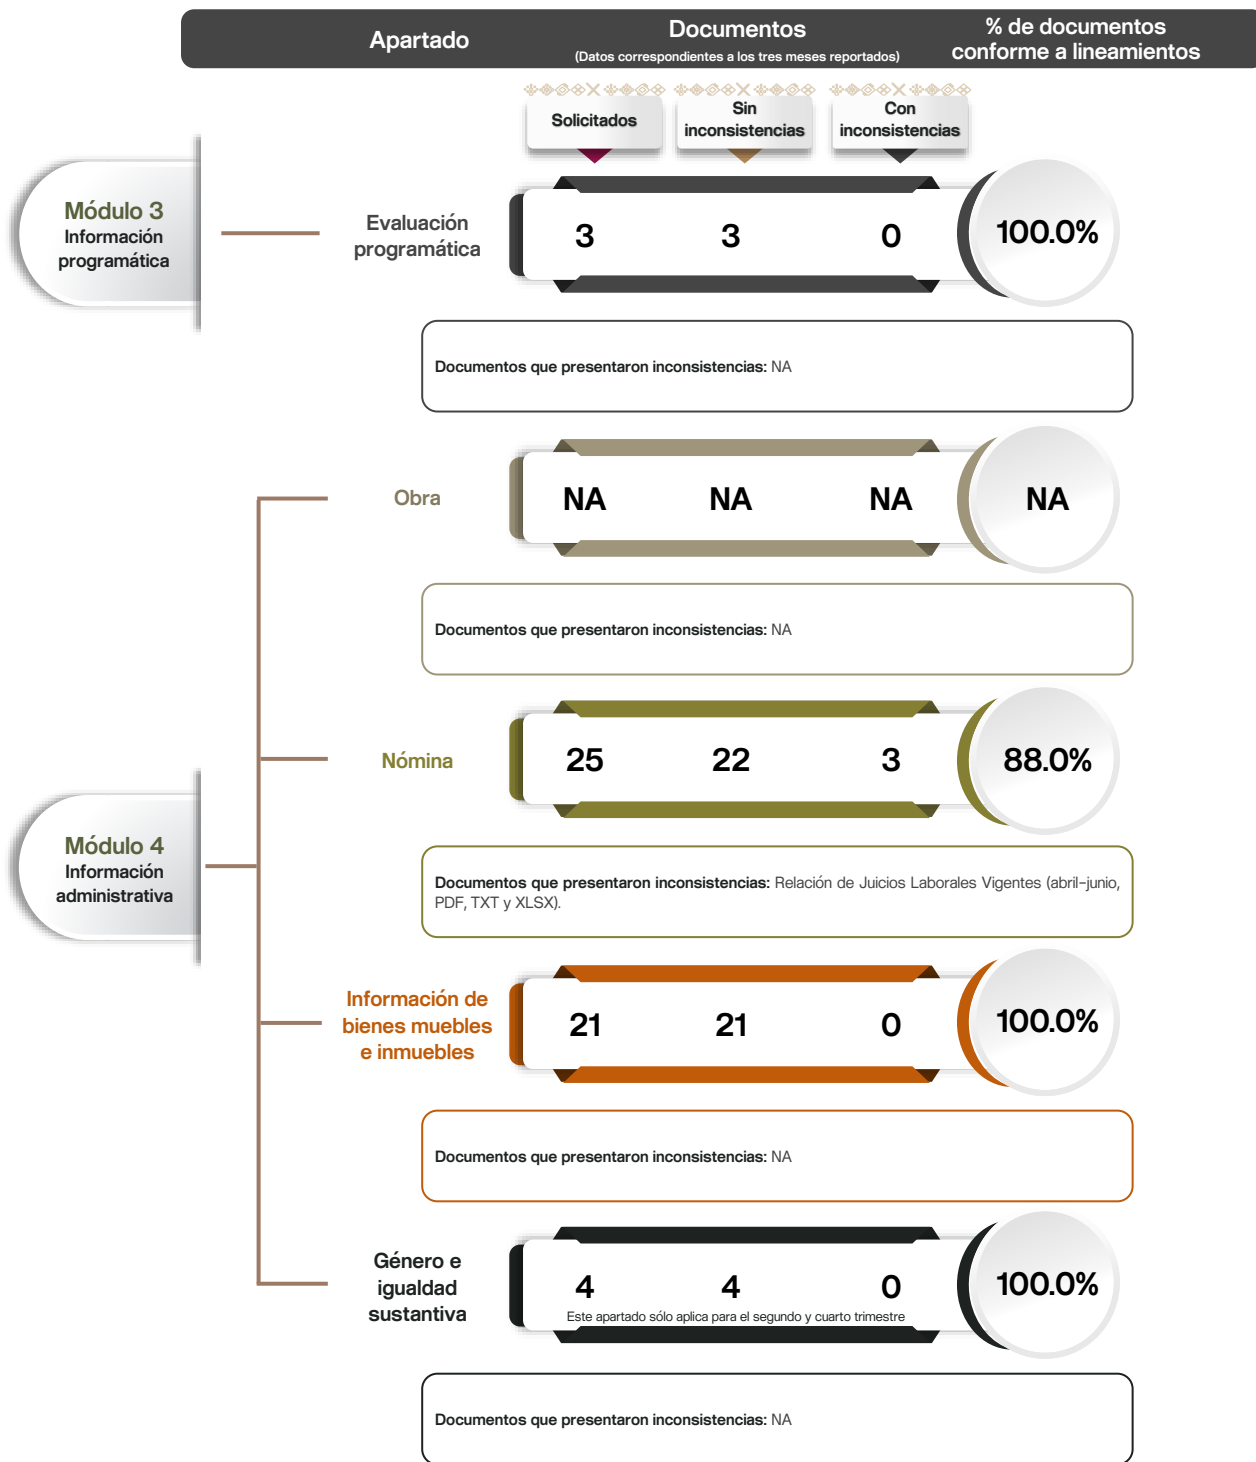 Apartado
Documentos
(Datos correspondientes a los tres meses reportados)
% de documentos
conforme a lineamientos
Solicitados
Sin
inconsistencias
Con
inconsistencias
Módulo 3
Información
programática
Evaluación
programática
3 3 0 100.0%
Documentos que presentaron inconsistencias: NA
Obra
NA NA NA NA
Documentos que presentaron inconsistencias: NA
Módulo 4
Información
administrativa
Nómina
25 22 3 88.0%
Documentos que presentaron inconsistencias: Relación de Juicios Laborales Vigentes (abril-junio,
PDF, TXT y XLSX).
Información de
bienes muebles
e inmuebles
21 21 0 100.0%
Documentos que presentaron inconsistencias: NA
Género e
igualdad
sustantiva
4 4 0 100.0%
Este apartado sólo aplica para el segundo y cuarto trimestre
Documentos que presentaron inconsistencias: NA